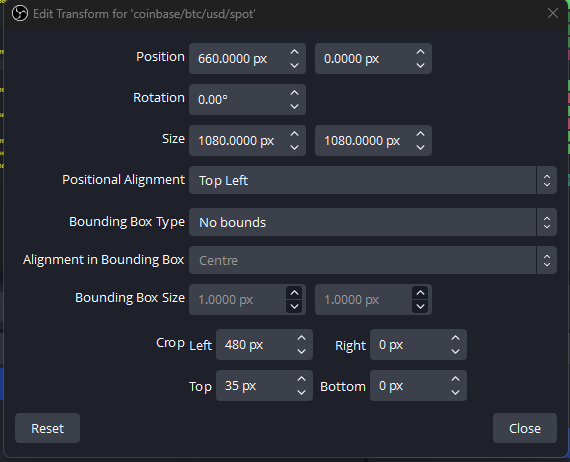 Edit Transform for 'coinbase/btc/usd/spot'
Position 660.0000 px 0.0000 px
Rotation 0.00°
Size 1080.0000 px 1080.0000 px
Positional Alignment Top Left
Bounding Box Type No bounds
Alignment in Bounding Box Centre
Bounding Box Size 1.0000 px 1.0000 px
Crop Left 480 px Right 0 px
Top 35 px Bottom 0 px
Reset Close